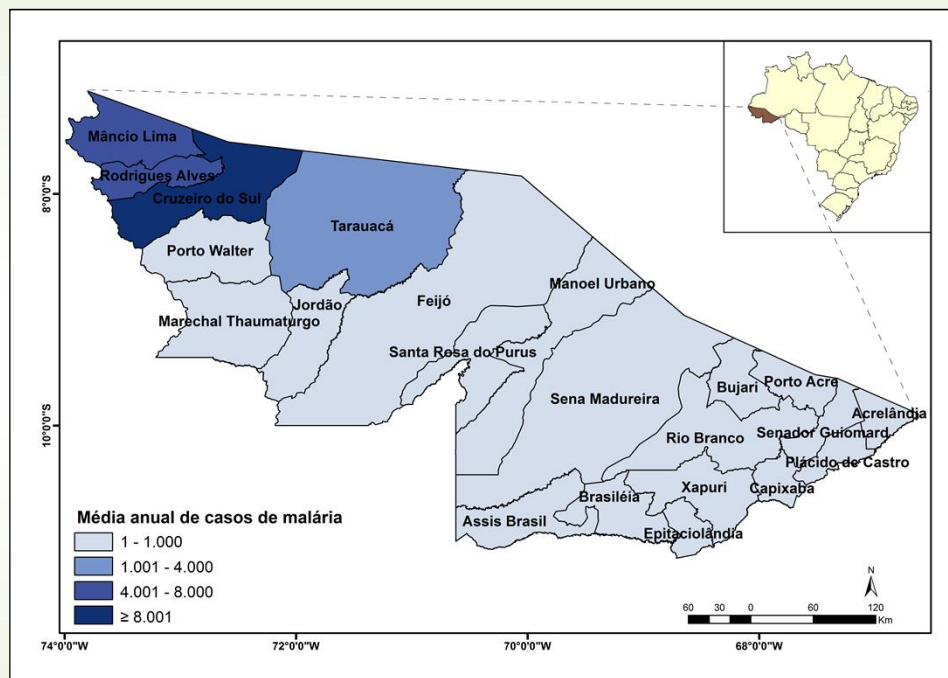 Mâncio Lima
Rodrigues Alves
Cruzeiro do Sul
8°0'0"S
Tarauacá
Porto Walter
Manoel Urbano
Feijó
Jordão
Marechal Thaumaturgo
Santa Rosa do Purus
Porto Acre
Bujari
Sena Madureira
Acrelândia
10°0'0"S
Rio Branco
Senador Guiomard
Plácido de Castro
Xapuri
Capixaba
Brasiléia
Assis Brasil
Epitaciolândia
Média anual de casos de malária
1 - 1.000
1.001 - 4.000
4.001 - 8.000
≥ 8.001
N
60 30 0 60 120
Km
74°0'0"W 72°0'0"W 70°0'0"W 68°0'0"W